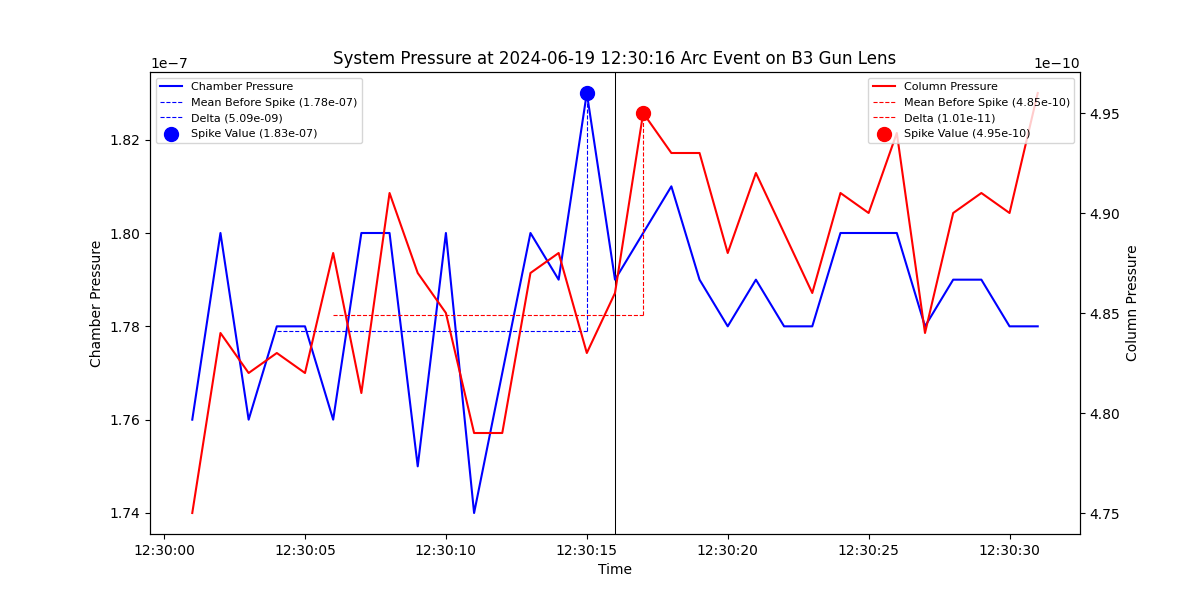 System Pressure at 2024-06-19 12:30:16 Arc Event on B3 Gun Lens
1e−7
1e−10
Chamber Pressure
Mean Before Spike (1.78e-07)
Delta (5.09e-09)
Spike Value (1.83e-07)
Column Pressure
Mean Before Spike (4.85e-10)
Delta (1.01e-11)
Spike Value (4.95e-10)
1.82
1.80
1.78
1.76
1.74
Chamber Pressure
4.95
4.90
4.85
4.80
4.75
Column Pressure
12:30:00
12:30:05
12:30:10
12:30:15
12:30:20
12:30:25
12:30:30
Time